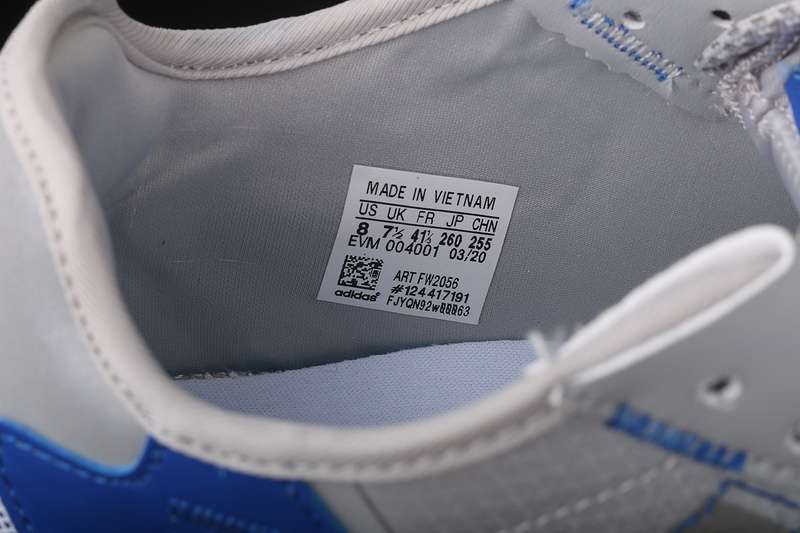 MADE IN VIETNAM
US UK FR JP CHN
8 7½ 41⅓ 260 255
EVM 004001 03/20
ART FW2056
#124417191
adidas®